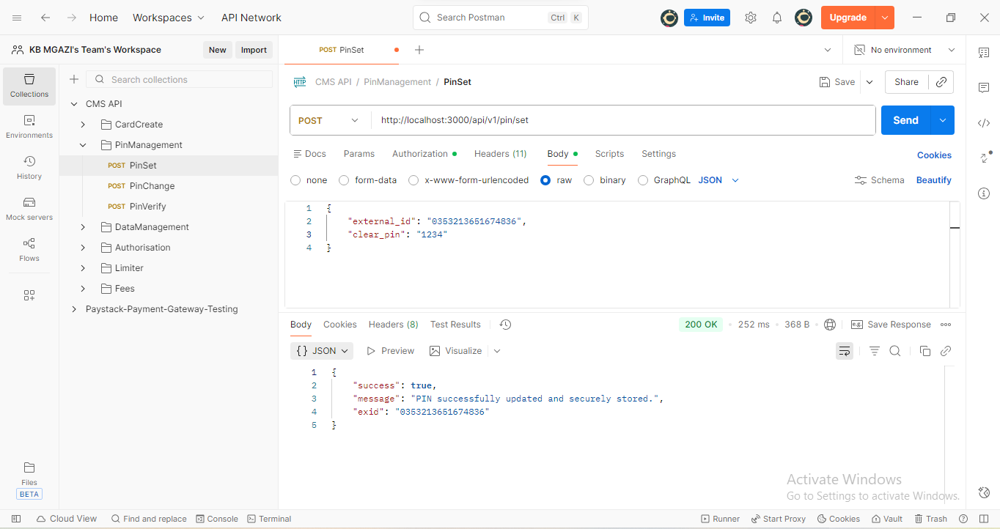 Home Workspaces API Network Search Postman Ctrl K Invite Upgrade
KB MGAZI's Team's Workspace New Import POST PinSet No environment
Collections
Environments
History
Mock servers
Flows
Files
BETA
Search collections
CMS API
CardCreate
PinManagement
POST PinSet
POST PinChange
POST PinVerify
DataManagement
Authorisation
Limiter
Fees
Paystack-Payment-Gateway-Testing
HTTP CMS API / PinManagement / PinSet Save Share
POST http://localhost:3000/api/v1/pin/set Send
Docs Params Authorization Headers (11) Body Scripts Settings Cookies
none form-data x-www-form-urlencoded raw binary GraphQL JSON Schema Beautify
1 {
2 "external_id": "0353213651674836",
3 "clear_pin": "1234"
4 }
Body Cookies Headers (8) Test Results 200 OK • 252 ms • 368 B • e.g. Save Response
{} JSON Preview Visualize
1 {
2 "success": true,
3 "message": "PIN successfully updated and securely stored.",
4 "exid": "0353213651674836"
5 }
Activate Windows
Go to Settings to activate Windows.
Cloud View Find and replace Console Terminal Runner Start Proxy Cookies Vault Trash